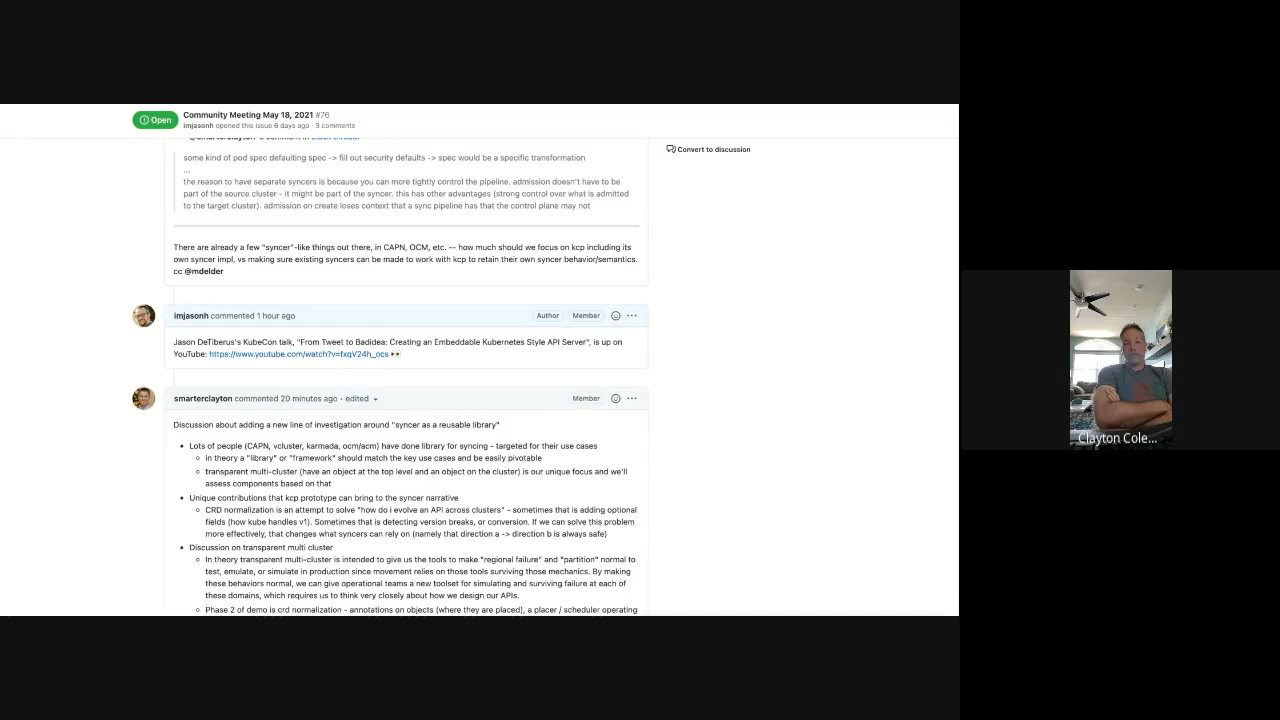 Open
Community Meeting May 18, 2021 #76
imjasonh opened this issue 6 days ago · 3 comments
Convert to discussion
some kind of pod spec defaulting spec -> fill out security defaults -> spec would be a specific transformation
...
the reason to have separate syncers is because you can more tightly control the pipeline. admission doesn't have to be
part of the source cluster - it might be part of the syncer. this has other advantages (strong control over what is admitted
to the target cluster). admission on create loses context that a sync pipeline has that the control plane may not
There are already a few "syncer"-like things out there, in CAPN, OCM, etc. -- how much should we focus on kcp including its
own syncer impl, vs making sure existing syncers can be made to work with kcp to retain their own syncer behavior/semantics.
cc @mdelder
imjasonh commented 1 hour ago
Author
Member
Jason DeTiberus's KubeCon talk, "From Tweet to Badidea: Creating an Embeddable Kubernetes Style API Server", is up on
YouTube: https://www.youtube.com/watch?v=fxqV24h_ocs 👀
smarterclayton commented 20 minutes ago · edited
Member
Discussion about adding a new line of investigation around "syncer as a reusable library"
• Lots of people (CAPN, vcluster, karmada, ocm/acm) have done library for syncing - targeted for their use cases
◦ in theory a "library" or "framework" should match the key use cases and be easily pivotable
◦ transparent multi-cluster (have an object at the top level and an object on the cluster) is our unique focus and we'll
assess components based on that
• Unique contributions that kcp prototype can bring to the syncer narrative
◦ CRD normalization is an attempt to solve "how do i evolve an API across clusters" - sometimes that is adding optional
fields (how kube handles v1). Sometimes that is detecting version breaks, or conversion. If we can solve this problem
more effectively, that changes what syncers can rely on (namely that direction a -> direction b is always safe)
• Discussion on transparent multi cluster
◦ In theory transparent multi-cluster is intended to give us the tools to make "regional failure" and "partition" normal to
test, emulate, or simulate in production since movement relies on those tools surviving those mechanics. By making
these behaviors normal, we can give operational teams a new toolset for simulating and surviving failure at each of
these domains, which requires us to think very closely about how we design our APIs.
◦ Phase 2 of demo is crd normalization - annotations on objects (where they are placed), a placer / scheduler operating
Clayton Cole...